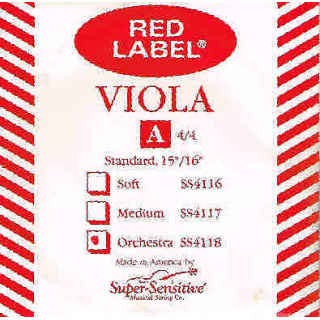 RED
LABEL®
VIOLA
A 4/4
Standard, 15"/16"
Soft SS4116
Medium SS4117
Orchestra SS4118
Made in America by
Super-Sensitive®
Musical String Co.